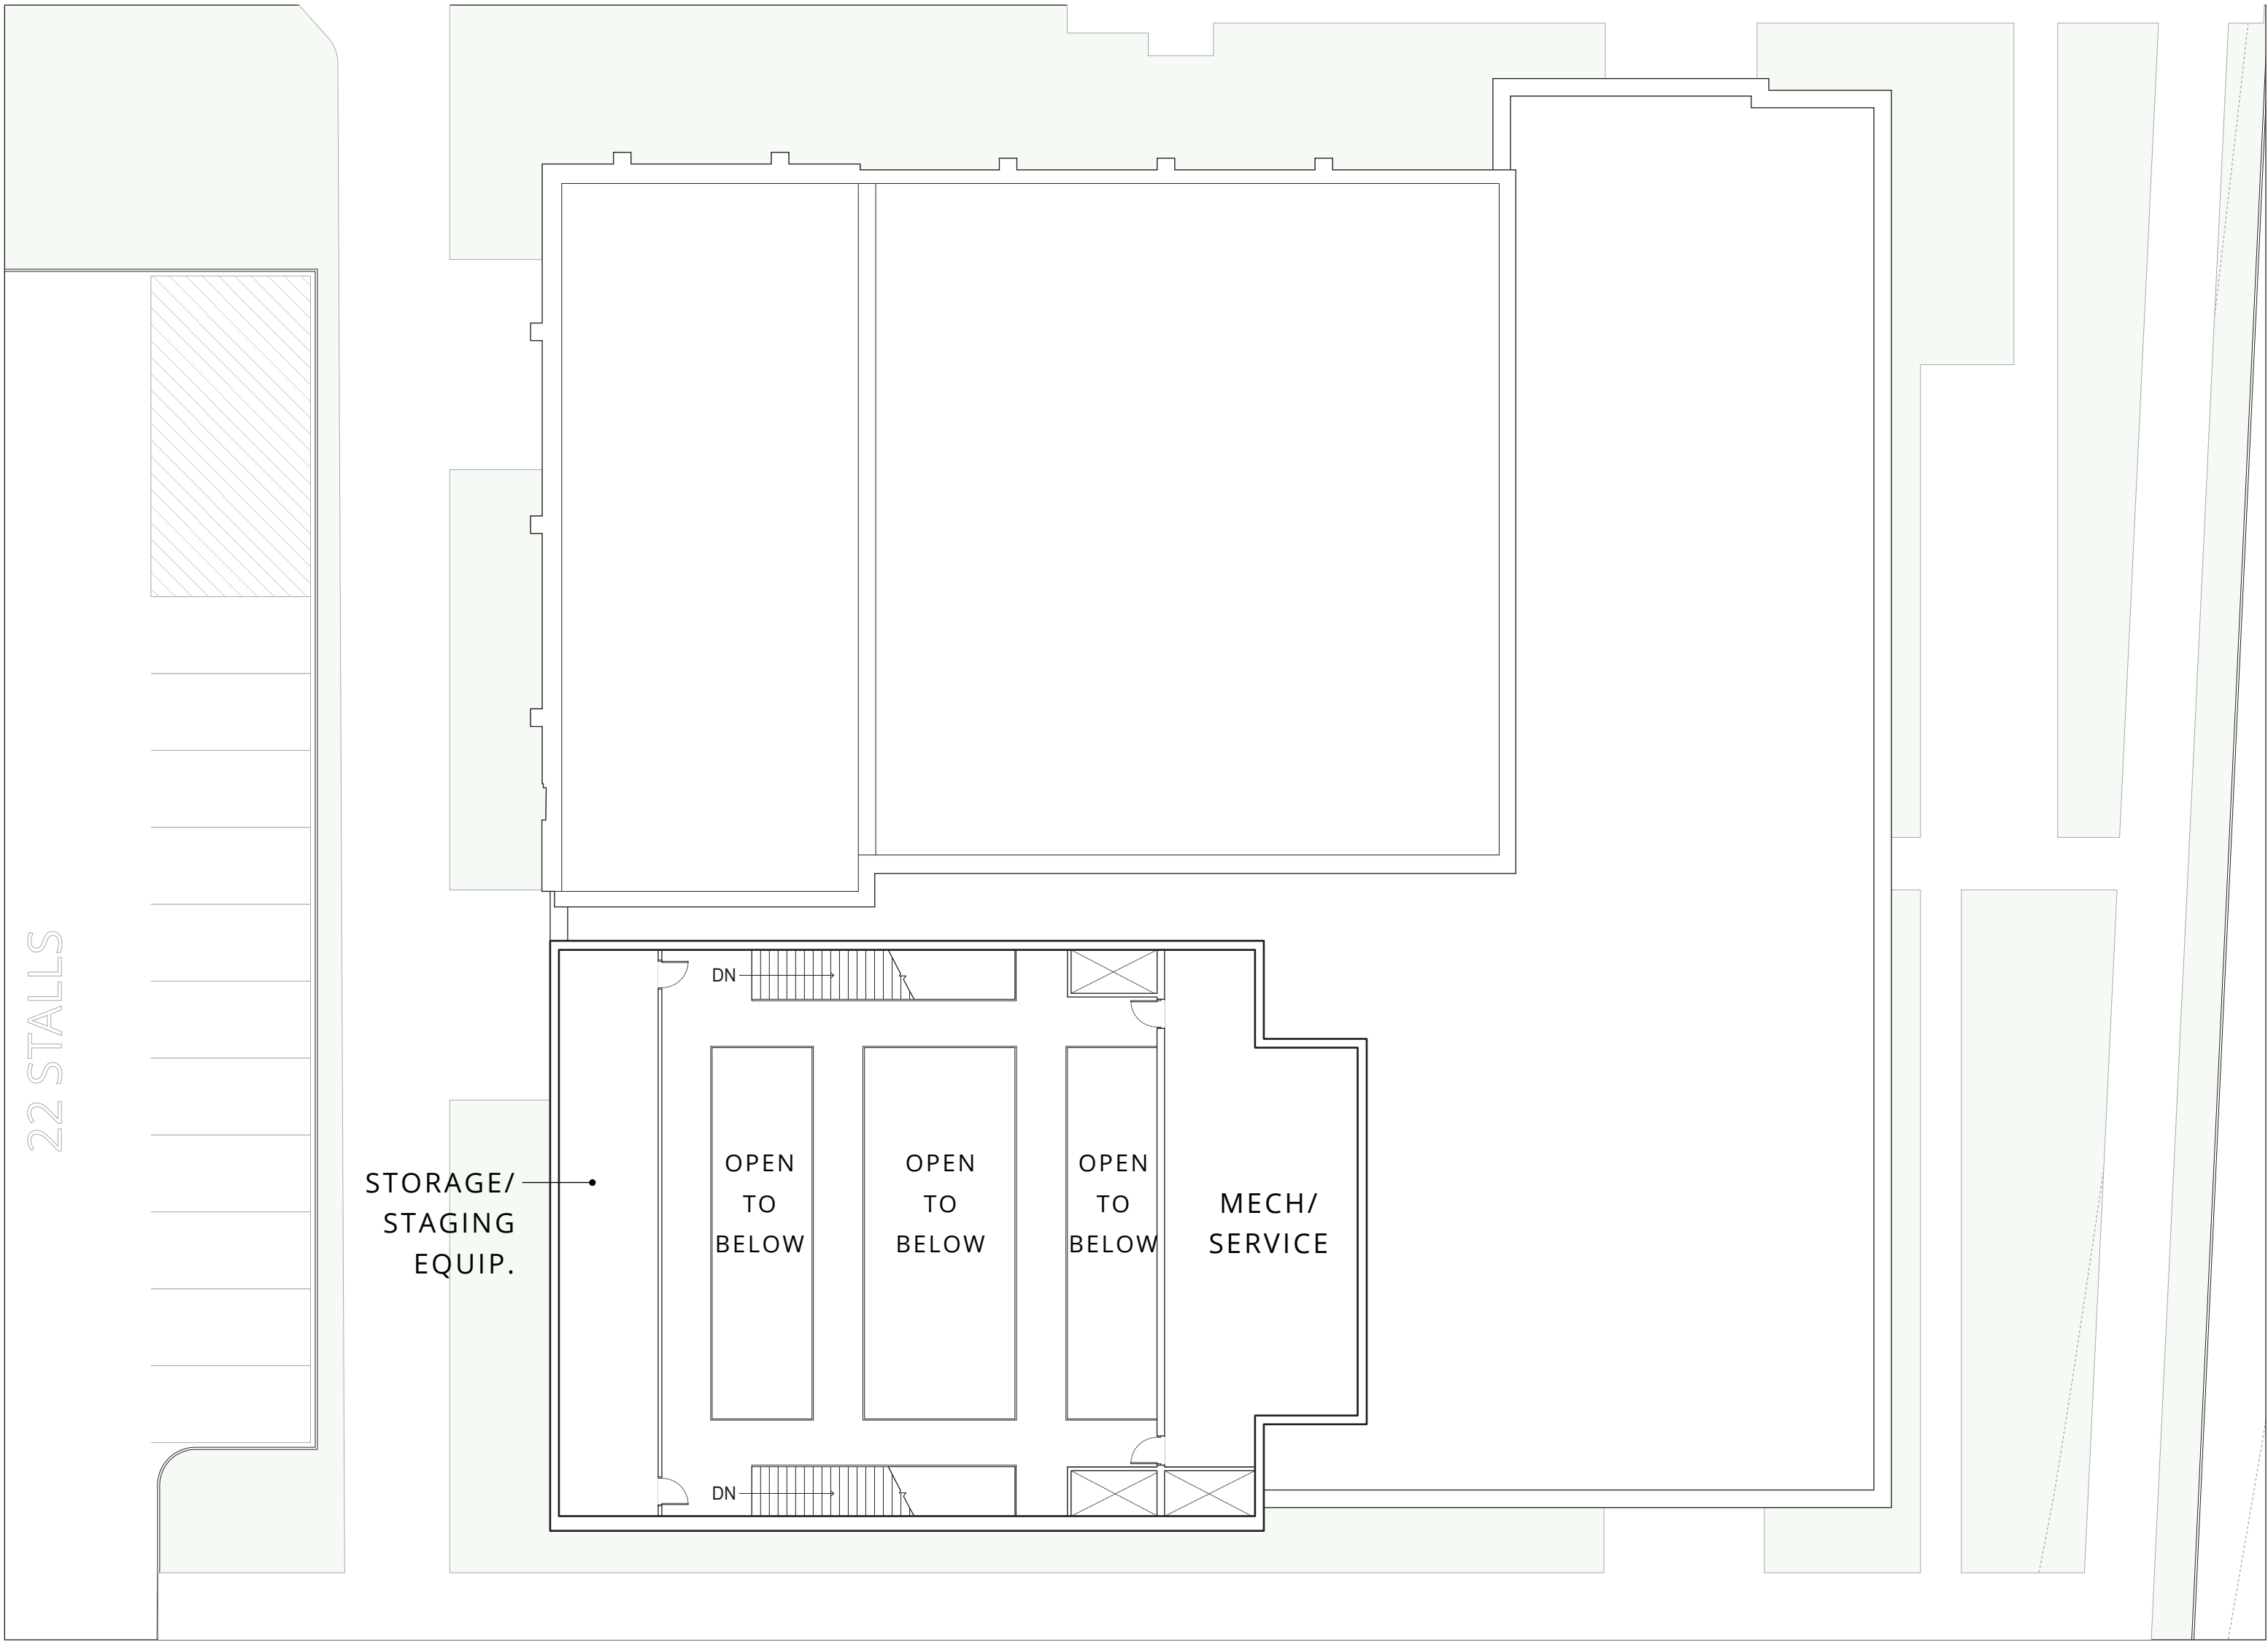 22 STALLS
DN
STORAGE/
STAGING
EQUIP.
OPEN
TO
BELOW
OPEN
TO
BELOW
OPEN
TO
BELOW
MECH/
SERVICE
DN